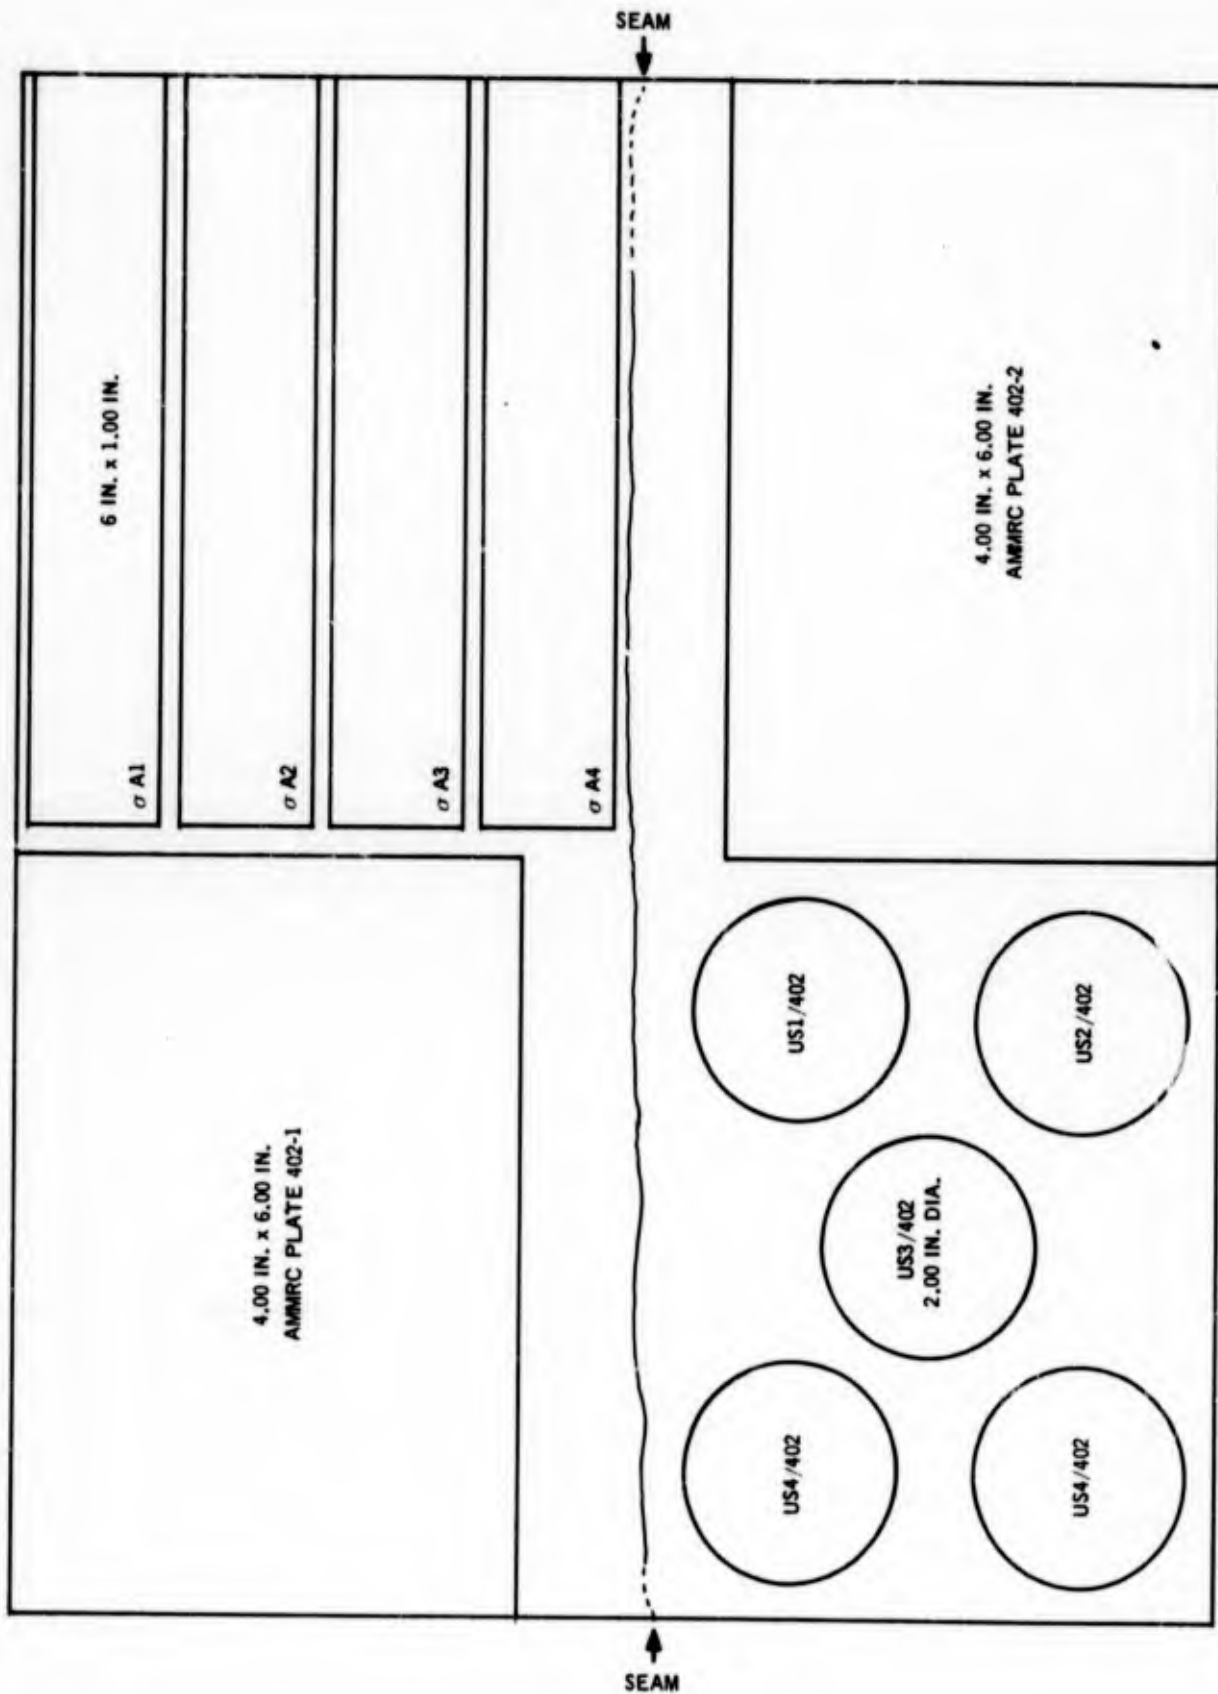 SEAM
6 IN. x 1.00 IN.
σ A1
σ A2
σ A3
σ A4
4.00 IN. x 6.00 IN.
AMMRC PLATE 402-1
4.00 IN. x 6.00 IN.
AMMRC PLATE 402-2
US1/402
US2/402
US3/402
2.00 IN. DIA.
US4/402
US4/402
SEAM